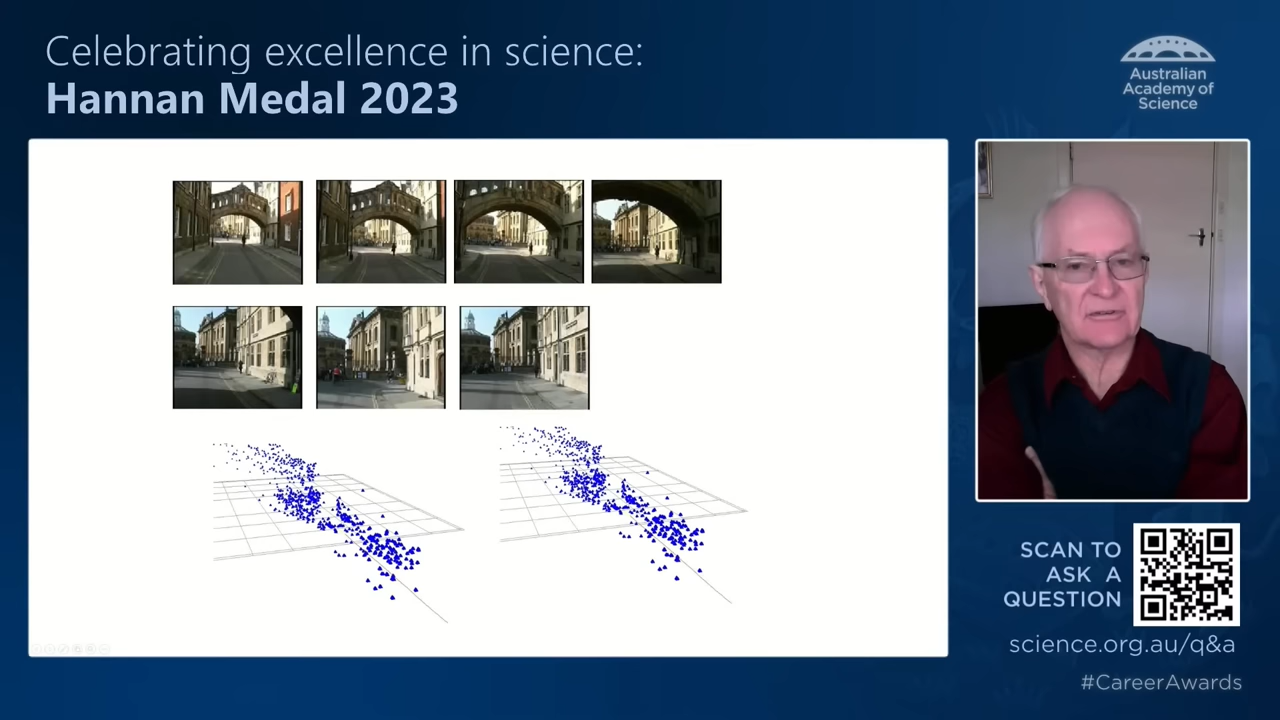 Celebrating excellence in science:
Hannan Medal 2023
Australian
Academy of
Science
SCAN TO
ASK A
QUESTION
science.org.au/q&a
#CareerAwards